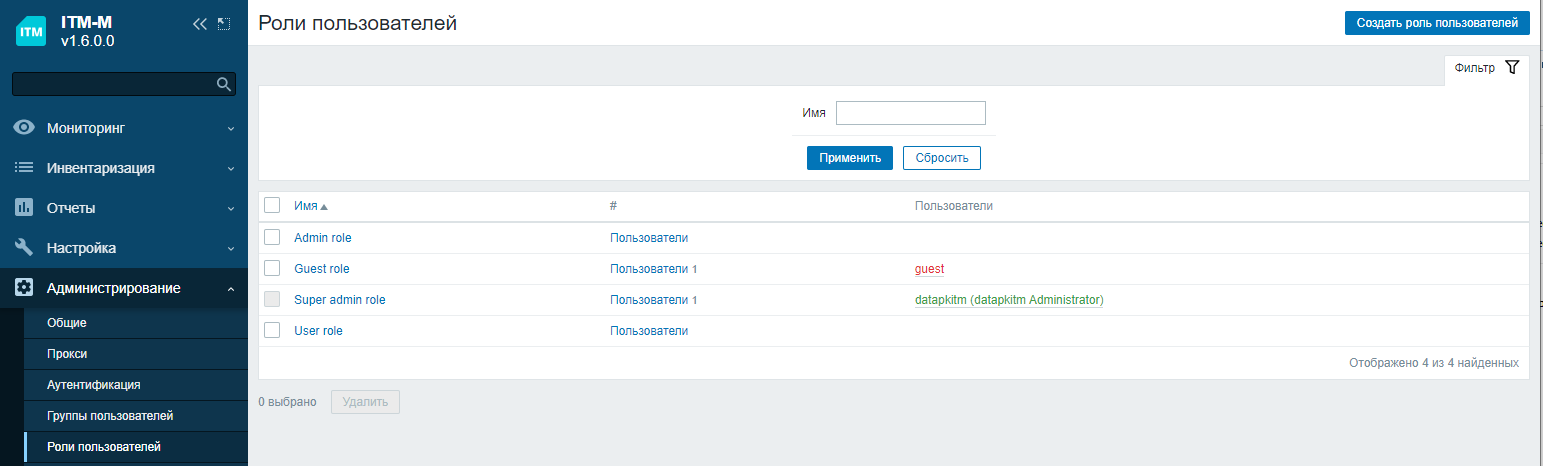 ITM
ITM-M
v1.6.0.0
Мониторинг
Инвентаризация
Отчеты
Настройка
Администрирование
Общие
Прокси
Аутентификация
Группы пользователей
Роли пользователей
Роли пользователей
Создать роль пользователей
Фильтр
Имя
Применить Сбросить
Имя # Пользователи
Admin role Пользователи
Guest role Пользователи 1 guest
Super admin role Пользователи 1 datapkitm (datapkitm Administrator)
User role Пользователи
Отображено 4 из 4 найденных
0 выбрано Удалить